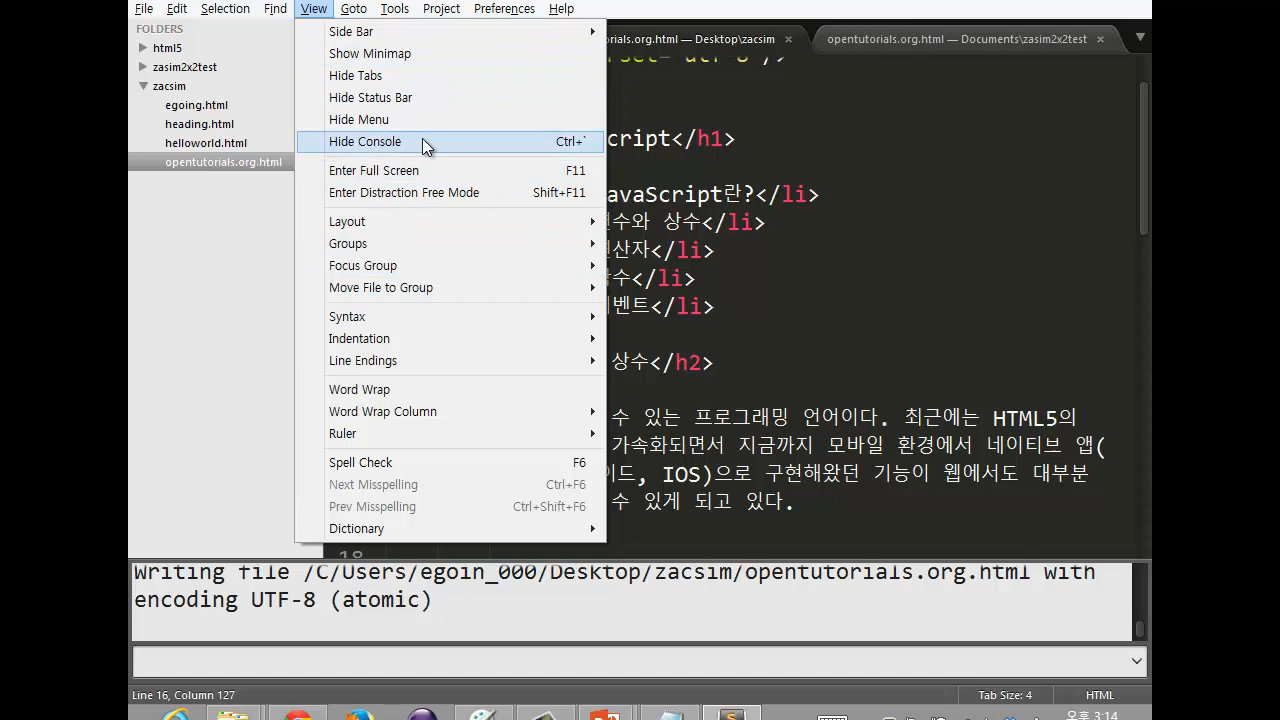 File Edit Selection Find View Goto Tools Project Preferences Help
FOLDERS
html5
zasim2x2test
zacsim
egoing.html
heading.html
helloworld.html
opentutorials.org.html
Side Bar
Show Minimap
Hide Tabs
Hide Status Bar
Hide Menu
Hide Console Ctrl+`
Enter Full Screen F11
Enter Distraction Free Mode Shift+F11
Layout
Groups
Focus Group
Move File to Group
Syntax
Indentation
Line Endings
Word Wrap
Word Wrap Column
Ruler
Spell Check F6
Next Misspelling Ctrl+F6
Prev Misspelling Ctrl+Shift+F6
Dictionary
rials.org.html — Desktop\zacsim × opentutorials.org.html — Documents\zasim2x2test ×
cript</h1>
avaScript란?</li>
수와 상수</li>
산자</li>
수</li>
벤트</li>
상수</h2>
수 있는 프로그래밍 언어이다. 최근에는 HTML5의
가속화되면서 지금까지 모바일 환경에서 네이티브 앱(
이드, IOS)으로 구현해왔던 기능이 웹에서도 대부분
수 있게 되고 있다.
18
Writing file /C/Users/egoin_000/Desktop/zacsim/opentutorials.org.html with
encoding UTF-8 (atomic)
Line 16, Column 127 Tab Size: 4 HTML
오후 3:14